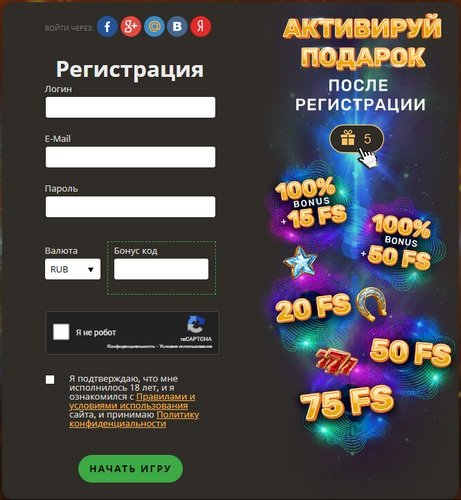 ВОЙТИ ЧЕРЕЗ:
f
g+
@
В
Я
Регистрация
Логин
E-Mail
Пароль
Валюта
Бонус код
RUB
Я не робот
reCAPTCHA
Конфиденциальность - Условия использования
Я подтверждаю, что мне
исполнилось 18 лет, и я
ознакомился с Правилами и
условиями использования
сайта, и принимаю Политику
конфиденциальности
НАЧАТЬ ИГРУ
АКТИВИРУЙ
ПОДАРОК
ПОСЛЕ
РЕГИСТРАЦИИ
5
100%
BONUS
+15 FS
100%
BONUS
+50 FS
20 FS
777
50 FS
75 FS